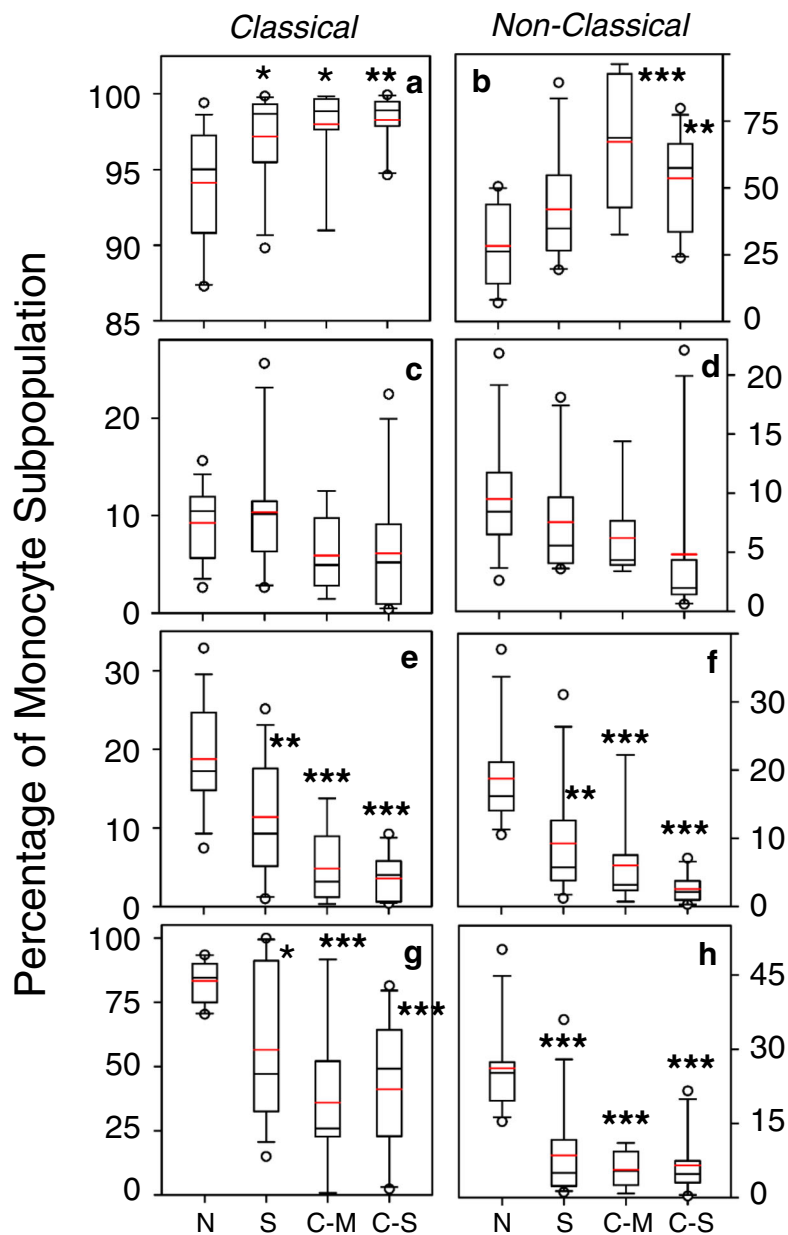 Classical Non-Classical
Percentage of Monocyte Subpopulation
* * ** a
100
95
90
85
b *** **
75
50
25
0
c
20
10
0
d
20
15
10
5
0
e
** *** ***
30
20
10
0
f
** *** ***
30
20
10
0
g
* *** ***
100
75
50
25
0
h
*** *** ***
45
30
15
0
N S C-M C-S N S C-M C-S